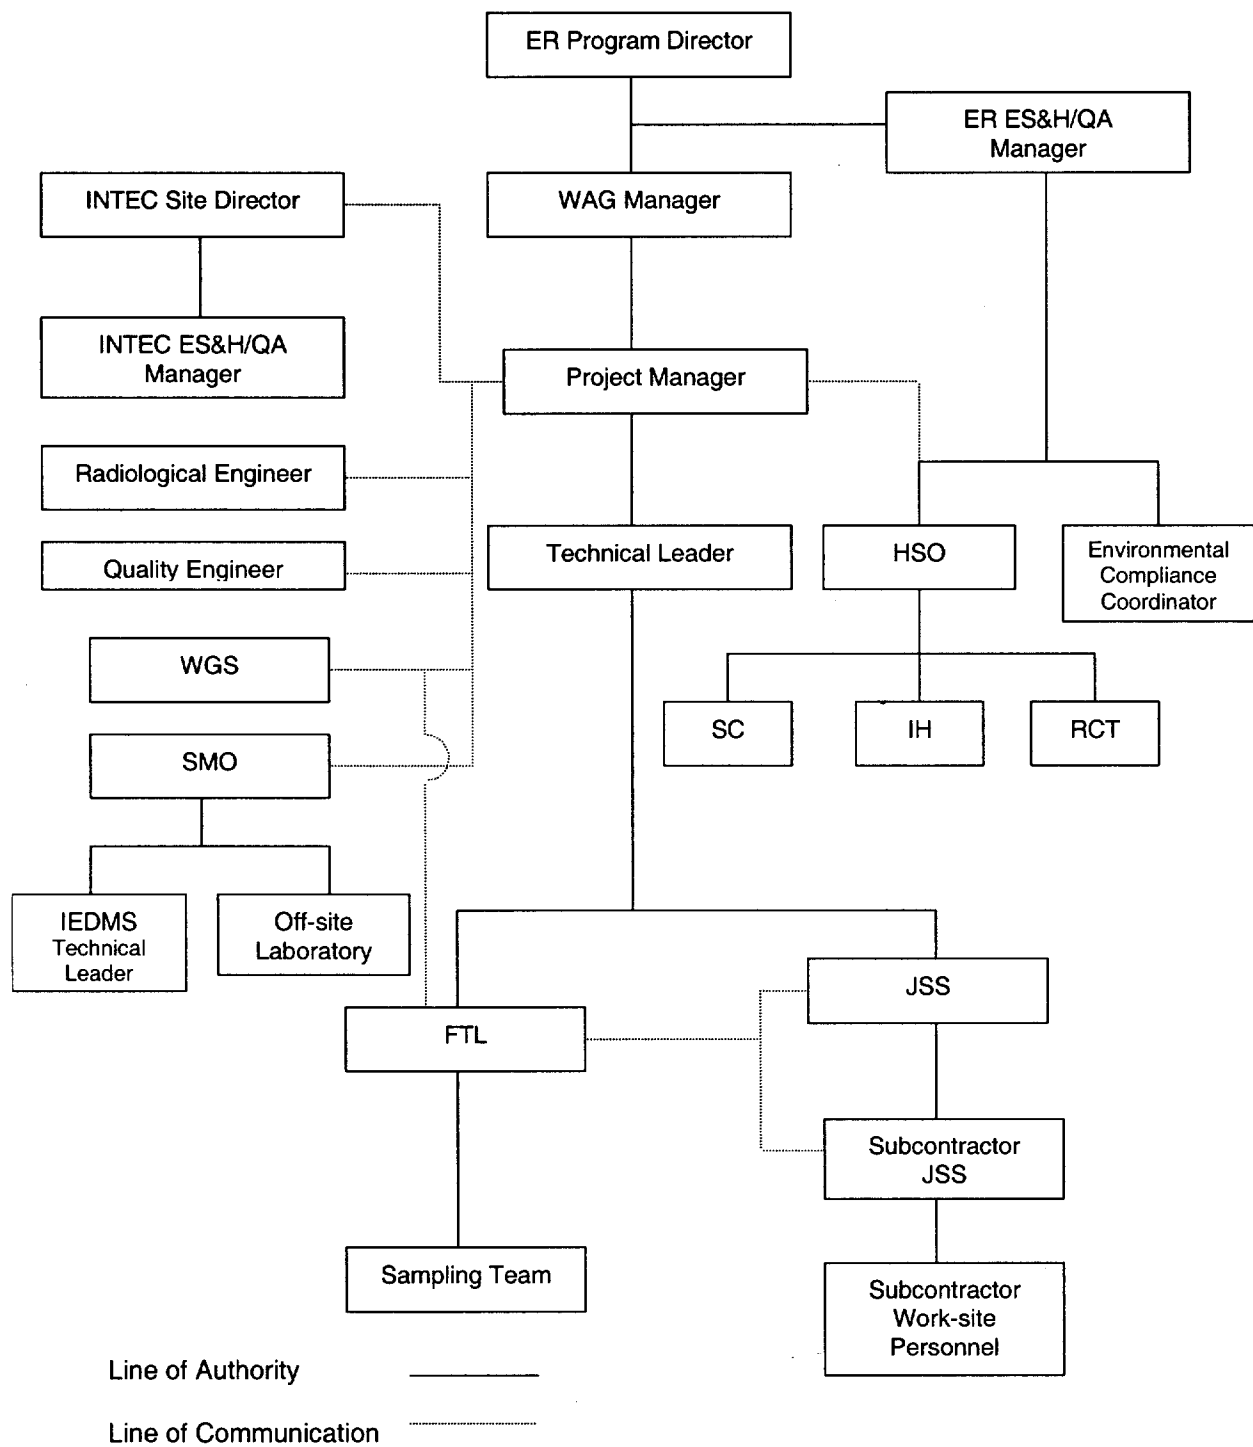 ER Program Director
ER ES&H/QA
Manager
INTEC Site Director
WAG Manager
INTEC ES&H/QA
Manager
Project Manager
Radiological Engineer
Quality Engineer
Technical Leader
HSO
Environmental
Compliance
Coordinator
WGS
SC
IH
RCT
SMO
IEDMS
Technical
Leader
Off-site
Laboratory
JSS
FTL
Subcontractor
JSS
Sampling Team
Subcontractor
Work-site
Personnel
Line of Authority
Line of Communication